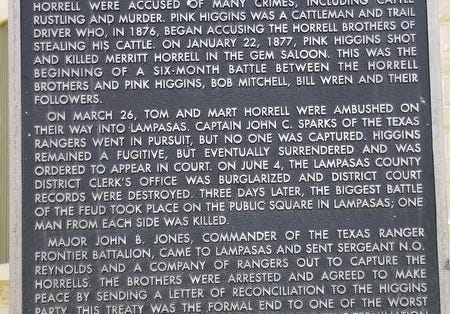 HORRELL WERE ACCUSED OF MANY CRIMES, INCLUDING CATTLE
RUSTLING AND MURDER. PINK HIGGINS WAS A CATTLEMAN AND TRAIL
DRIVER WHO, IN 1876, BEGAN ACCUSING THE HORRELL BROTHERS OF
STEALING HIS CATTLE. ON JANUARY 22, 1877, PINK HIGGINS SHOT
AND KILLED MERRITT HORRELL IN THE GEM SALOON. THIS WAS THE
BEGINNING OF A SIX-MONTH BATTLE BETWEEN THE HORRELL
BROTHERS AND PINK HIGGINS, BOB MITCHELL, BILL WREN AND THEIR
FOLLOWERS.
ON MARCH 26, TOM AND MART HORRELL WERE AMBUSHED ON
THEIR WAY INTO LAMPASAS. CAPTAIN JOHN C. SPARKS OF THE TEXAS
RANGERS WENT IN PURSUIT, BUT NO ONE WAS CAPTURED. HIGGINS
REMAINED A FUGITIVE, BUT EVENTUALLY SURRENDERED AND WAS
ORDERED TO APPEAR IN COURT. ON JUNE 4, THE LAMPASAS COUNTY
DISTRICT CLERK'S OFFICE WAS BURGLARIZED AND DISTRICT COURT
RECORDS WERE DESTROYED. THREE DAYS LATER, THE BIGGEST BATTLE
OF THE FEUD TOOK PLACE ON THE PUBLIC SQUARE IN LAMPASAS; ONE
MAN FROM EACH SIDE WAS KILLED.
MAJOR JOHN B. JONES, COMMANDER OF THE TEXAS RANGER
FRONTIER BATTALION, CAME TO LAMPASAS AND SENT SERGEANT N.O.
REYNOLDS AND A COMPANY OF RANGERS OUT TO CAPTURE THE
HORRELLS. THE BROTHERS WERE ARRESTED AND AGREED TO MAKE
PEACE BY SENDING A LETTER OF RECONCILIATION TO THE HIGGINS
PARTY. THIS TREATY WAS THE FORMAL END TO ONE OF THE WORST